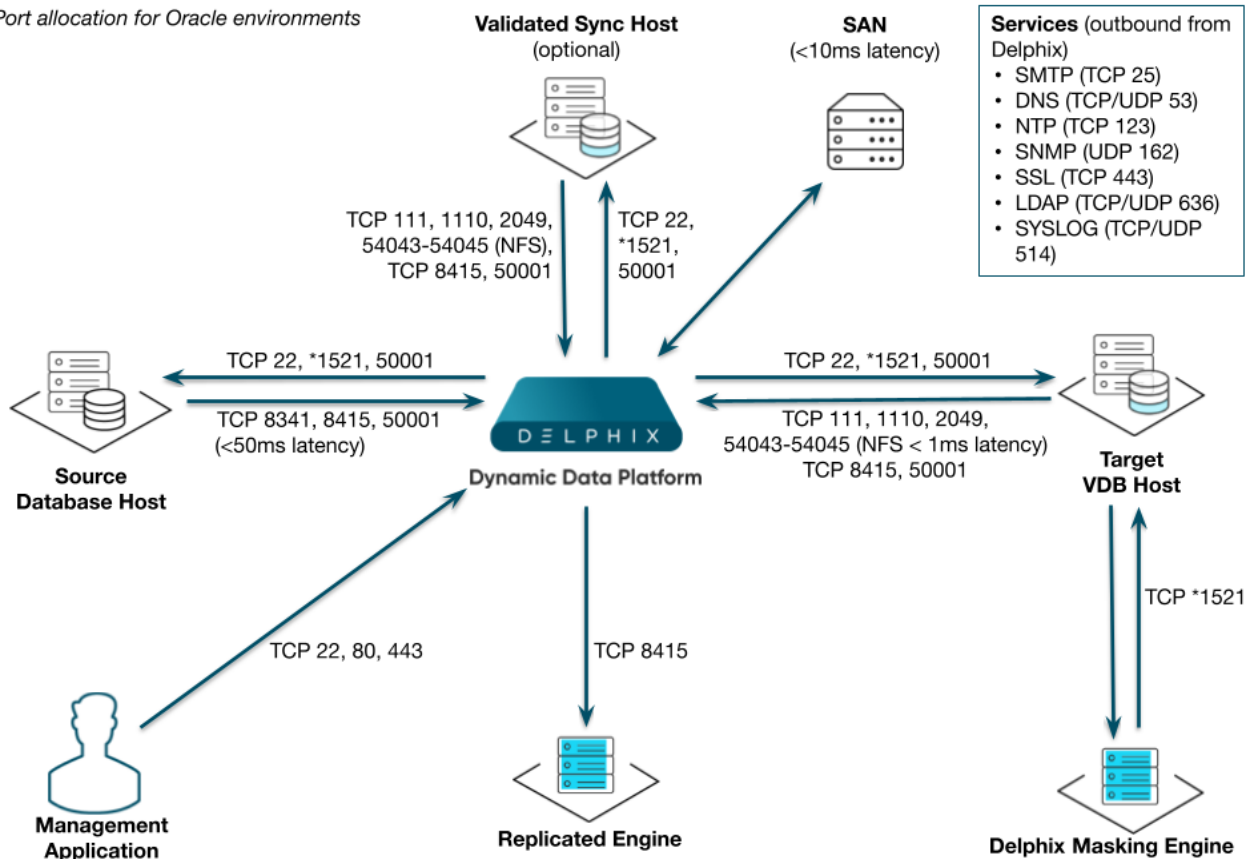 Port allocation for Oracle environments
Validated Sync Host
(optional)
SAN
(<10ms latency)
Services (outbound from
Delphix)
• SMTP (TCP 25)
• DNS (TCP/UDP 53)
• NTP (TCP 123)
• SNMP (UDP 162)
• SSL (TCP 443)
• LDAP (TCP/UDP 636)
• SYSLOG (TCP/UDP
514)
TCP 111, 1110, 2049,
54043-54045 (NFS),
TCP 8415, 50001
TCP 22,
*1521,
50001
TCP 22, *1521, 50001
TCP 8341, 8415, 50001
(<50ms latency)
Source
Database Host
DELPHIX
Dynamic Data Platform
TCP 22, *1521, 50001
TCP 111, 1110, 2049,
54043-54045 (NFS < 1ms latency)
TCP 8415, 50001
Target
VDB Host
TCP 22, 80, 443
TCP 8415
TCP *1521
Management
Application
Replicated Engine
Delphix Masking Engine